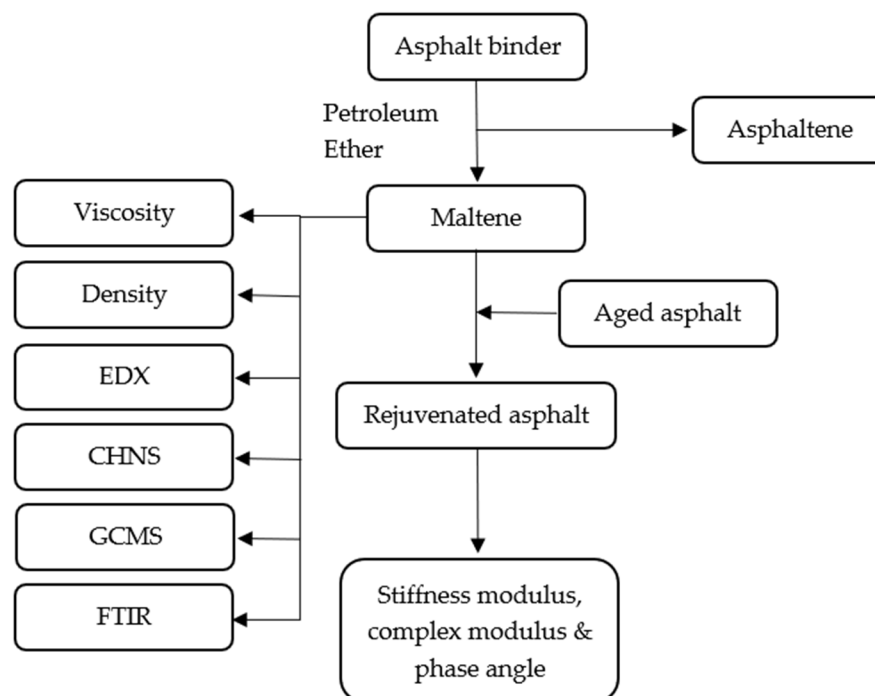 Asphalt binder
Petroleum
Ether
Asphaltene
Viscosity
Maltene
Density
Aged asphalt
EDX
Rejuvenated asphalt
CHNS
GCMS
FTIR
Stiffness modulus,
complex modulus &
phase angle